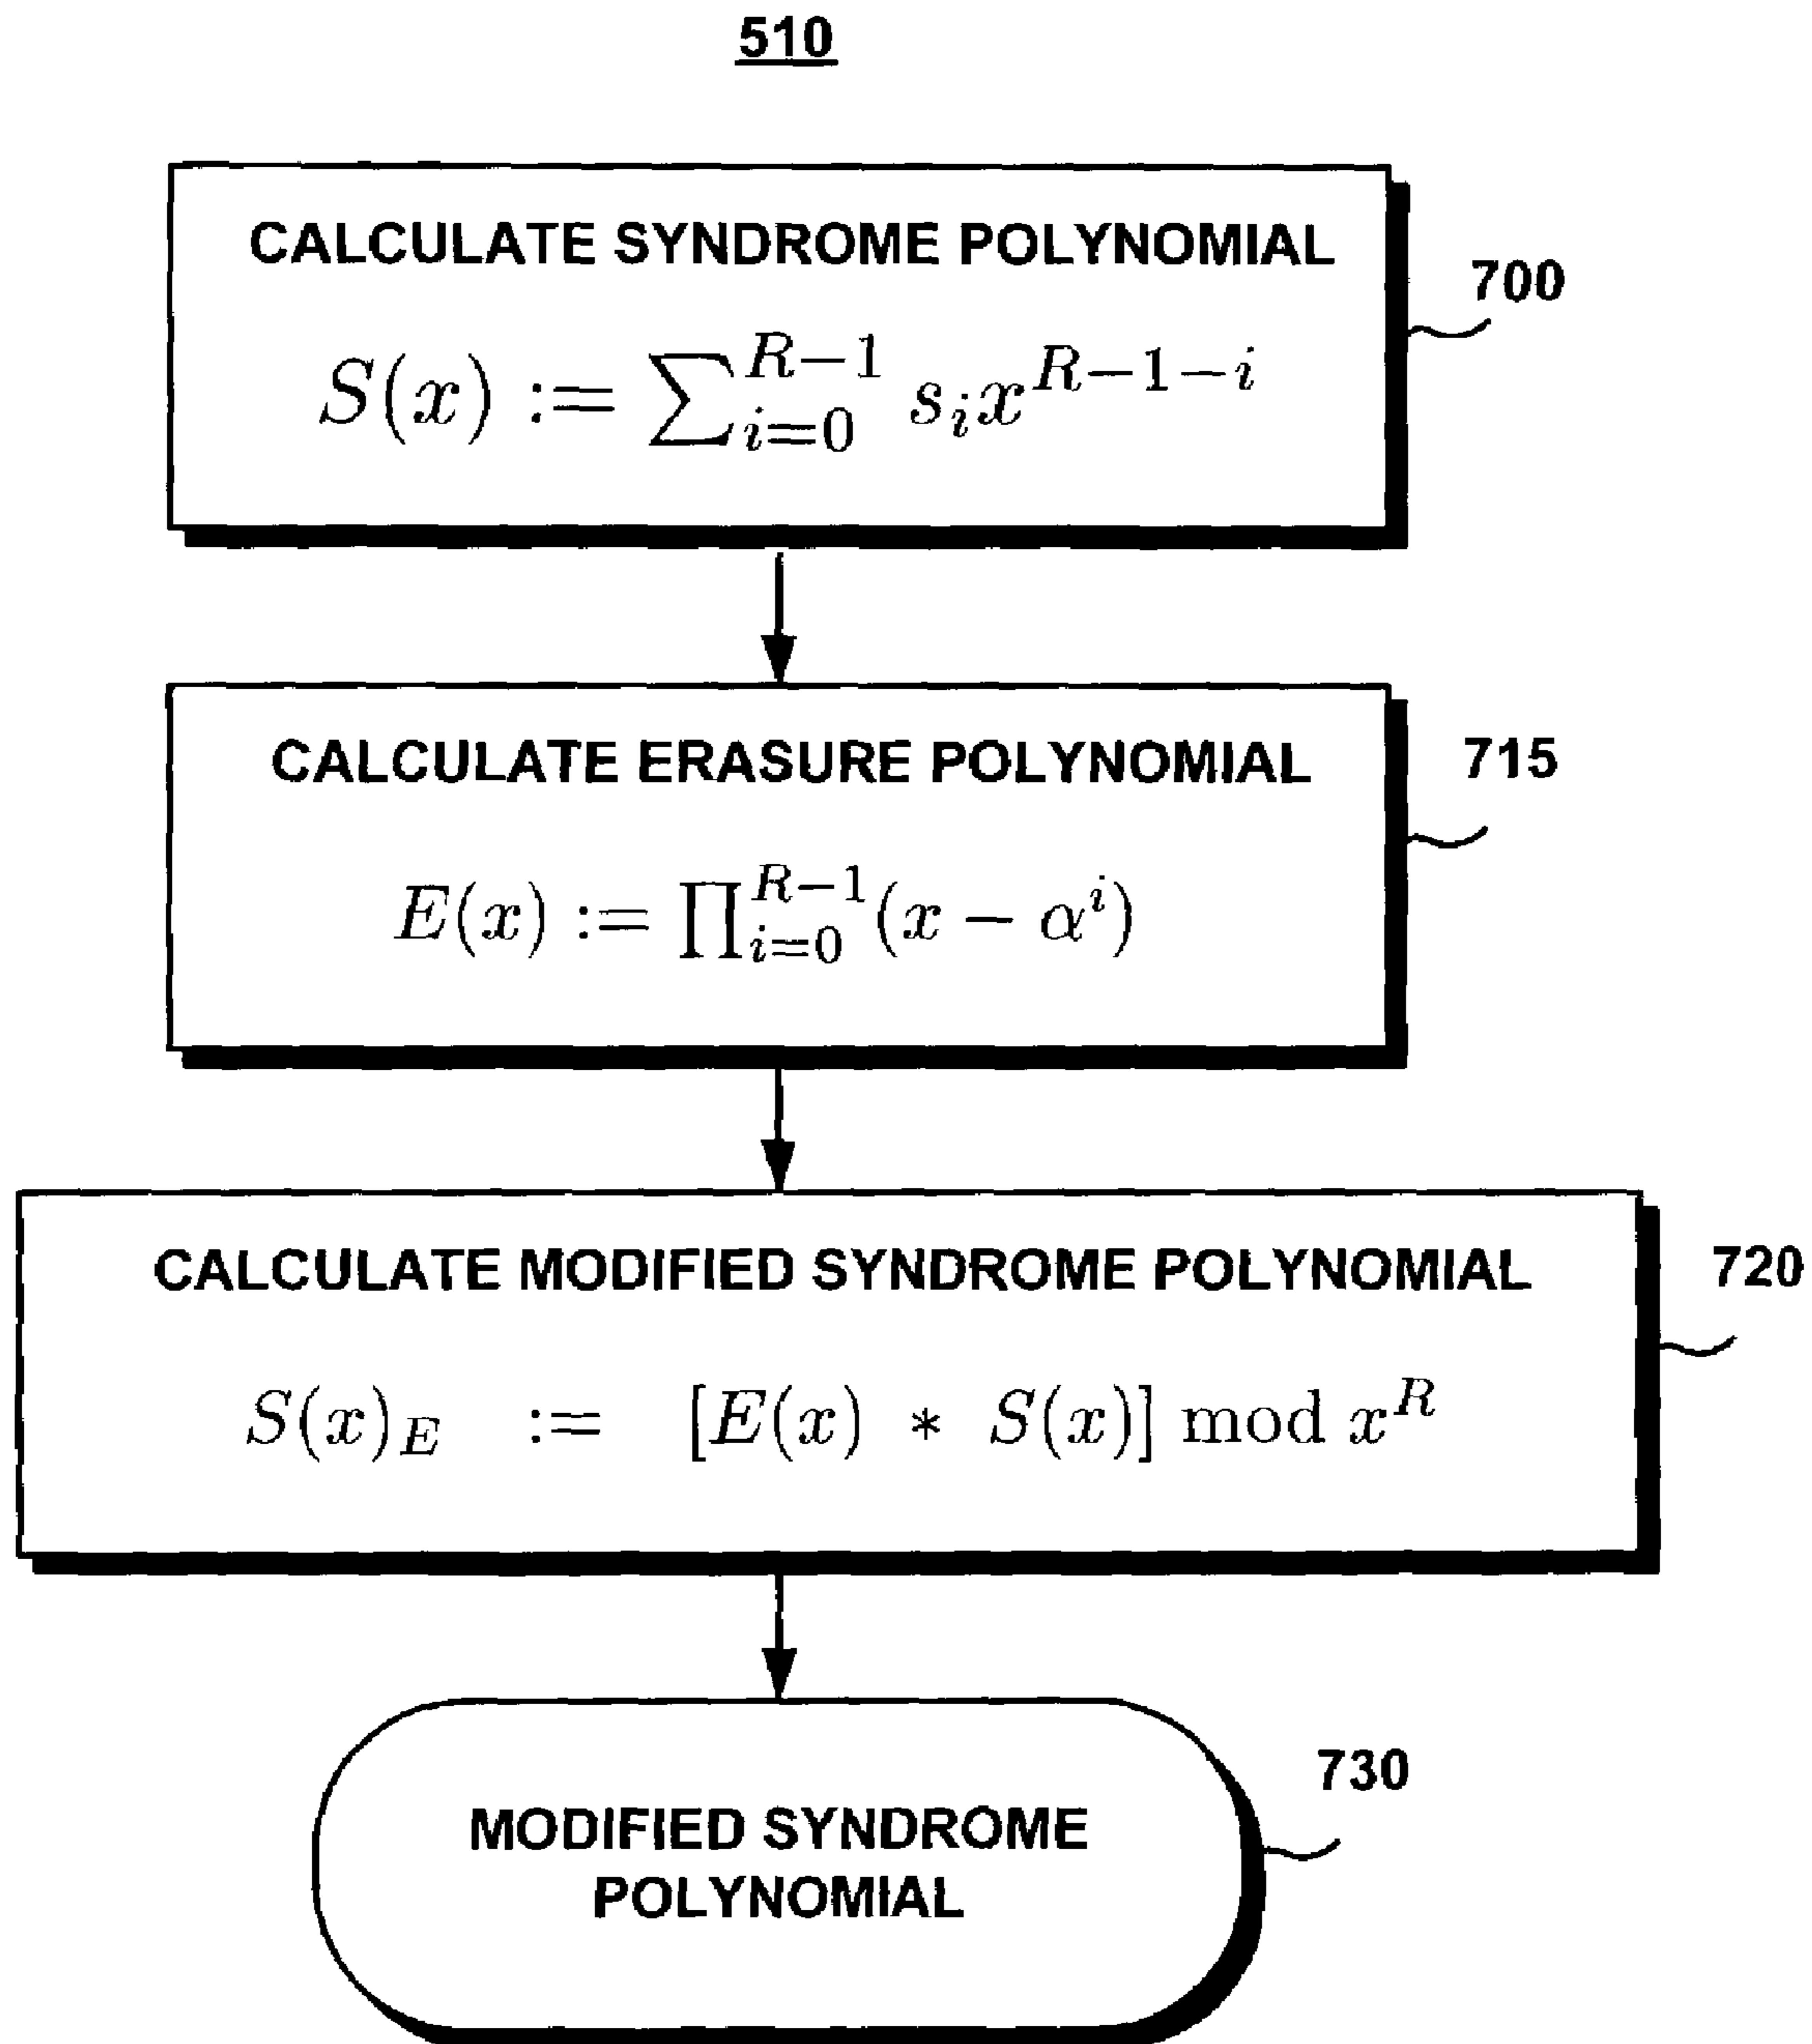 510
CALCULATE SYNDROME POLYNOMIAL
700
S(x) := ∑_{i=0}^{R-1} s_i x^{R-1-i}
CALCULATE ERASURE POLYNOMIAL
715
E(x) := ∏_{i=0}^{R-1} (x - α^i)
CALCULATE MODIFIED SYNDROME POLYNOMIAL
720
S(x)_E := [E(x) * S(x)] mod x^R
730
MODIFIED SYNDROME
POLYNOMIAL